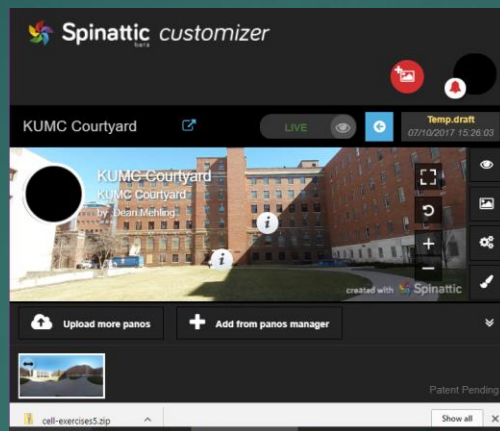 Spinattic customizer
beta
KUMC Courtyard
LIVE
Temp.draft
07/10/2017 15:26:03
KUMC Courtyard
KUMC Courtyard
by Dean Mehling
i
i
created with Spinattic
Upload more panos
Add from panos manager
Patent Pending
cell-exercises5.zip
Show all